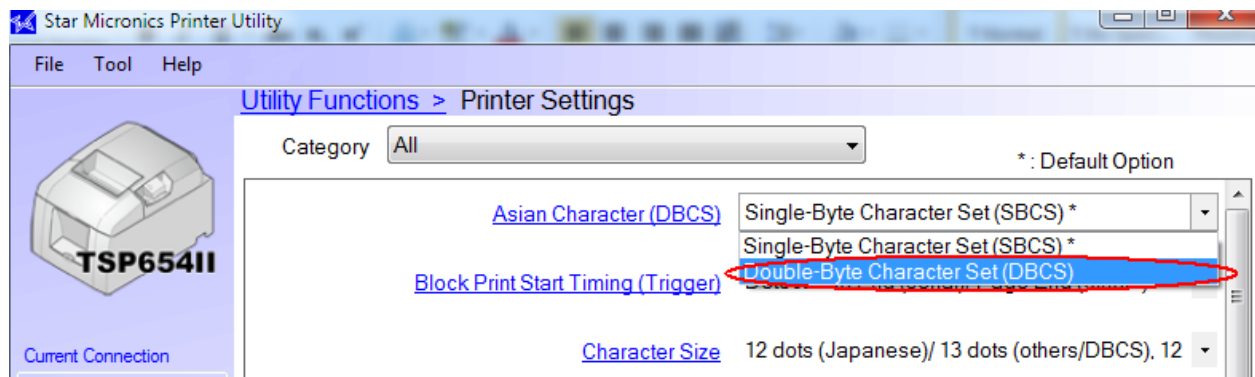 Star Micronics Printer Utility
File Tool Help
Utility Functions > Printer Settings
Category All
* : Default Option
Asian Character (DBCS) Single-Byte Character Set (SBCS) *
Single-Byte Character Set (SBCS) *
Double-Byte Character Set (DBCS)
TSP654II
Block Print Start Timing (Trigger)
Current Connection
Character Size 12 dots (Japanese)/ 13 dots (others/DBCS), 12